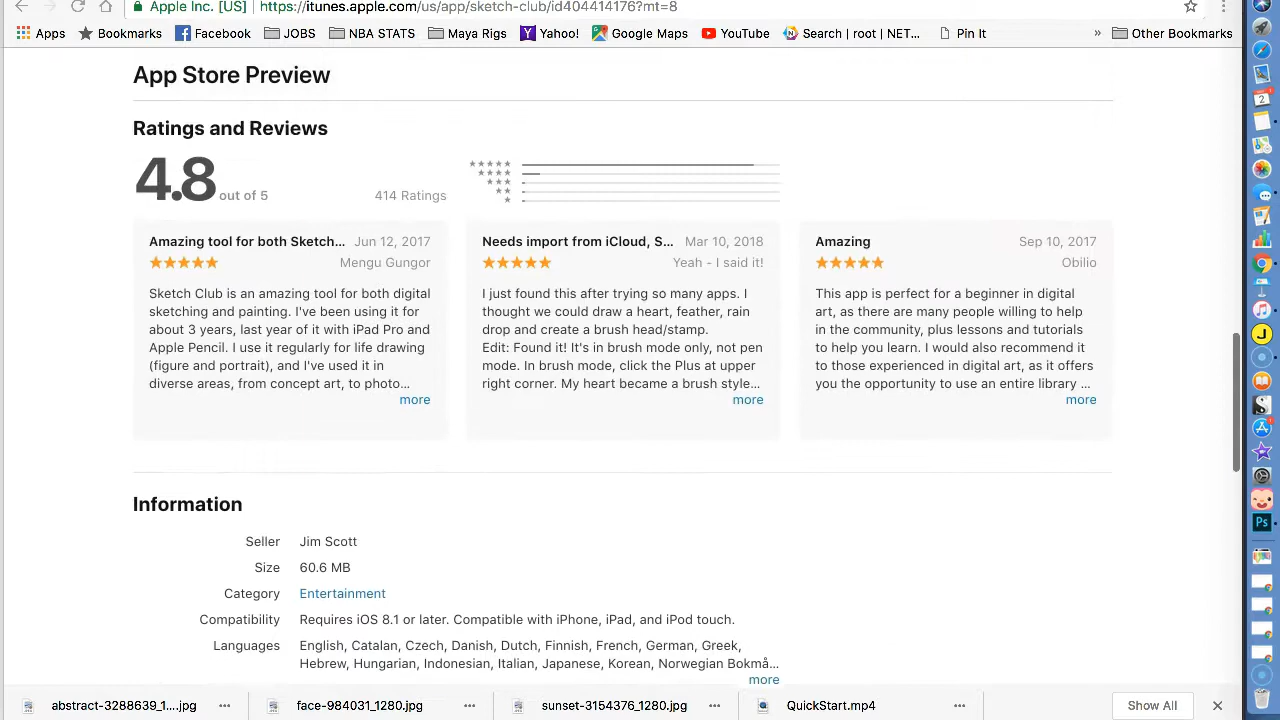 Apple Inc. [US] https://itunes.apple.com/us/app/sketch-club/id404414176?mt=8
Apps Bookmarks Facebook JOBS NBA STATS Maya Rigs Yahoo! Google Maps YouTube Search | root | NET... Pin It » Other Bookmarks
App Store Preview
Ratings and Reviews
4.8 out of 5 414 Ratings
Amazing tool for both Sketch... Jun 12, 2017
Mengu Gungor
Sketch Club is an amazing tool for both digital
sketching and painting. I've been using it for
about 3 years, last year of it with iPad Pro and
Apple Pencil. I use it regularly for life drawing
(figure and portrait), and I've used it in
diverse areas, from concept art, to photo...
more
Needs import from iCloud, S... Mar 10, 2018
Yeah - I said it!
I just found this after trying so many apps. I
thought we could draw a heart, feather, rain
drop and create a brush head/stamp.
Edit: Found it! It's in brush mode only, not pen
mode. In brush mode, click the Plus at upper
right corner. My heart became a brush style...
more
Amazing Sep 10, 2017
Obilio
This app is perfect for a beginner in digital
art, as there are many people willing to help
in the community, plus lessons and tutorials
to help you learn. I would also recommend it
to those experienced in digital art, as it offers
you the opportunity to use an entire library ...
more
Information
Seller Jim Scott
Size 60.6 MB
Category Entertainment
Compatibility Requires iOS 8.1 or later. Compatible with iPhone, iPad, and iPod touch.
Languages English, Catalan, Czech, Danish, Dutch, Finnish, French, German, Greek,
Hebrew, Hungarian, Indonesian, Italian, Japanese, Korean, Norwegian Bokmå...
more
abstract-3288639_1....jpg face-984031_1280.jpg sunset-3154376_1280.jpg QuickStart.mp4 Show All
2
J
Ps